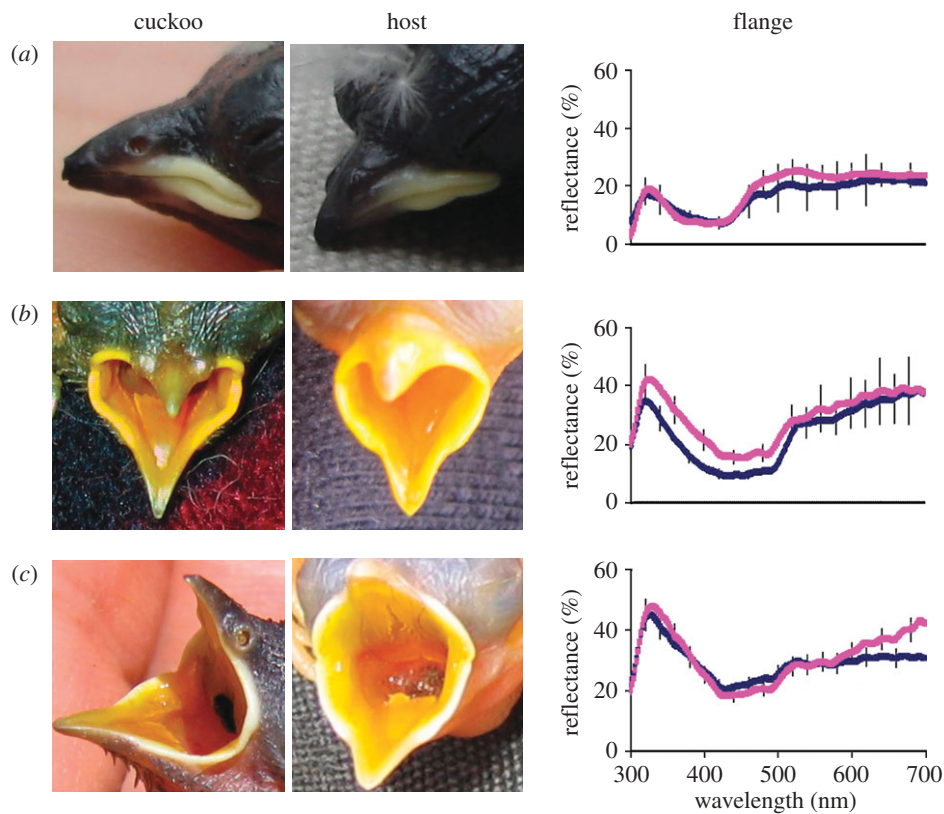 cuckoo host flange
(a)
60
40
20
0
reflectance (%)
(b)
60
40
20
0
reflectance (%)
(c)
60
40
20
0
reflectance (%)
300 400 500 600 700
wavelength (nm)